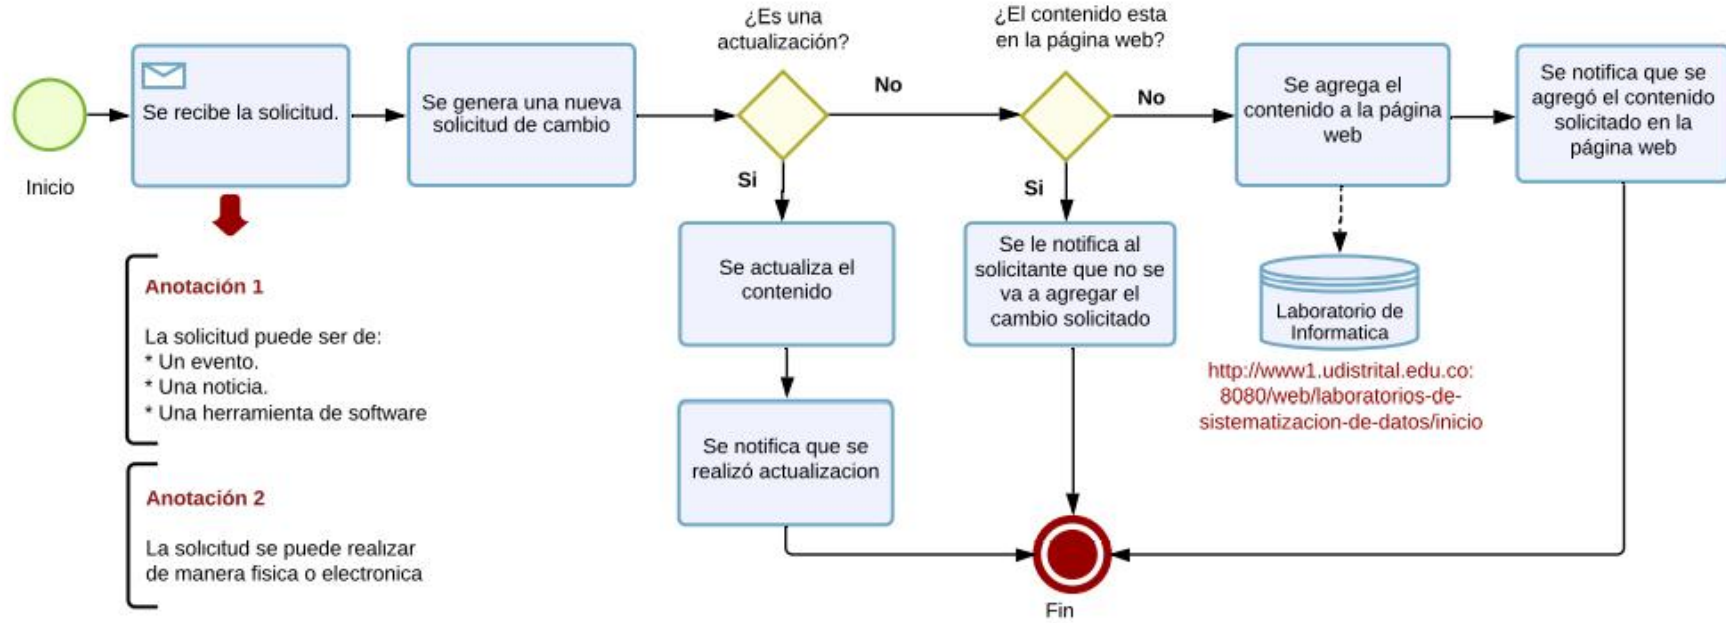 Inicio
Se recibe la solicitud.
Se genera una nueva
solicitud de cambio
¿Es una
actualización?
No
Si
¿El contenido esta
en la página web?
No
Si
Se agrega el
contenido a la página
web
Se notifica que se
agregó el contenido
solicitado en la
página web
Se actualiza el
contenido
Se notifica que se
realizó actualizacion
Se le notifica al
solicitante que no se
va a agregar el
cambio solicitado
Laboratorio de
Informatica
http://www1.udistrital.edu.co:
8080/web/laboratorios-de-
sistematizacion-de-datos/inicio
Anotación 1
La solicitud puede ser de:
* Un evento.
* Una noticia.
* Una herramienta de software
Anotación 2
La solicitud se puede realizar
de manera fisica o electronica
Fin